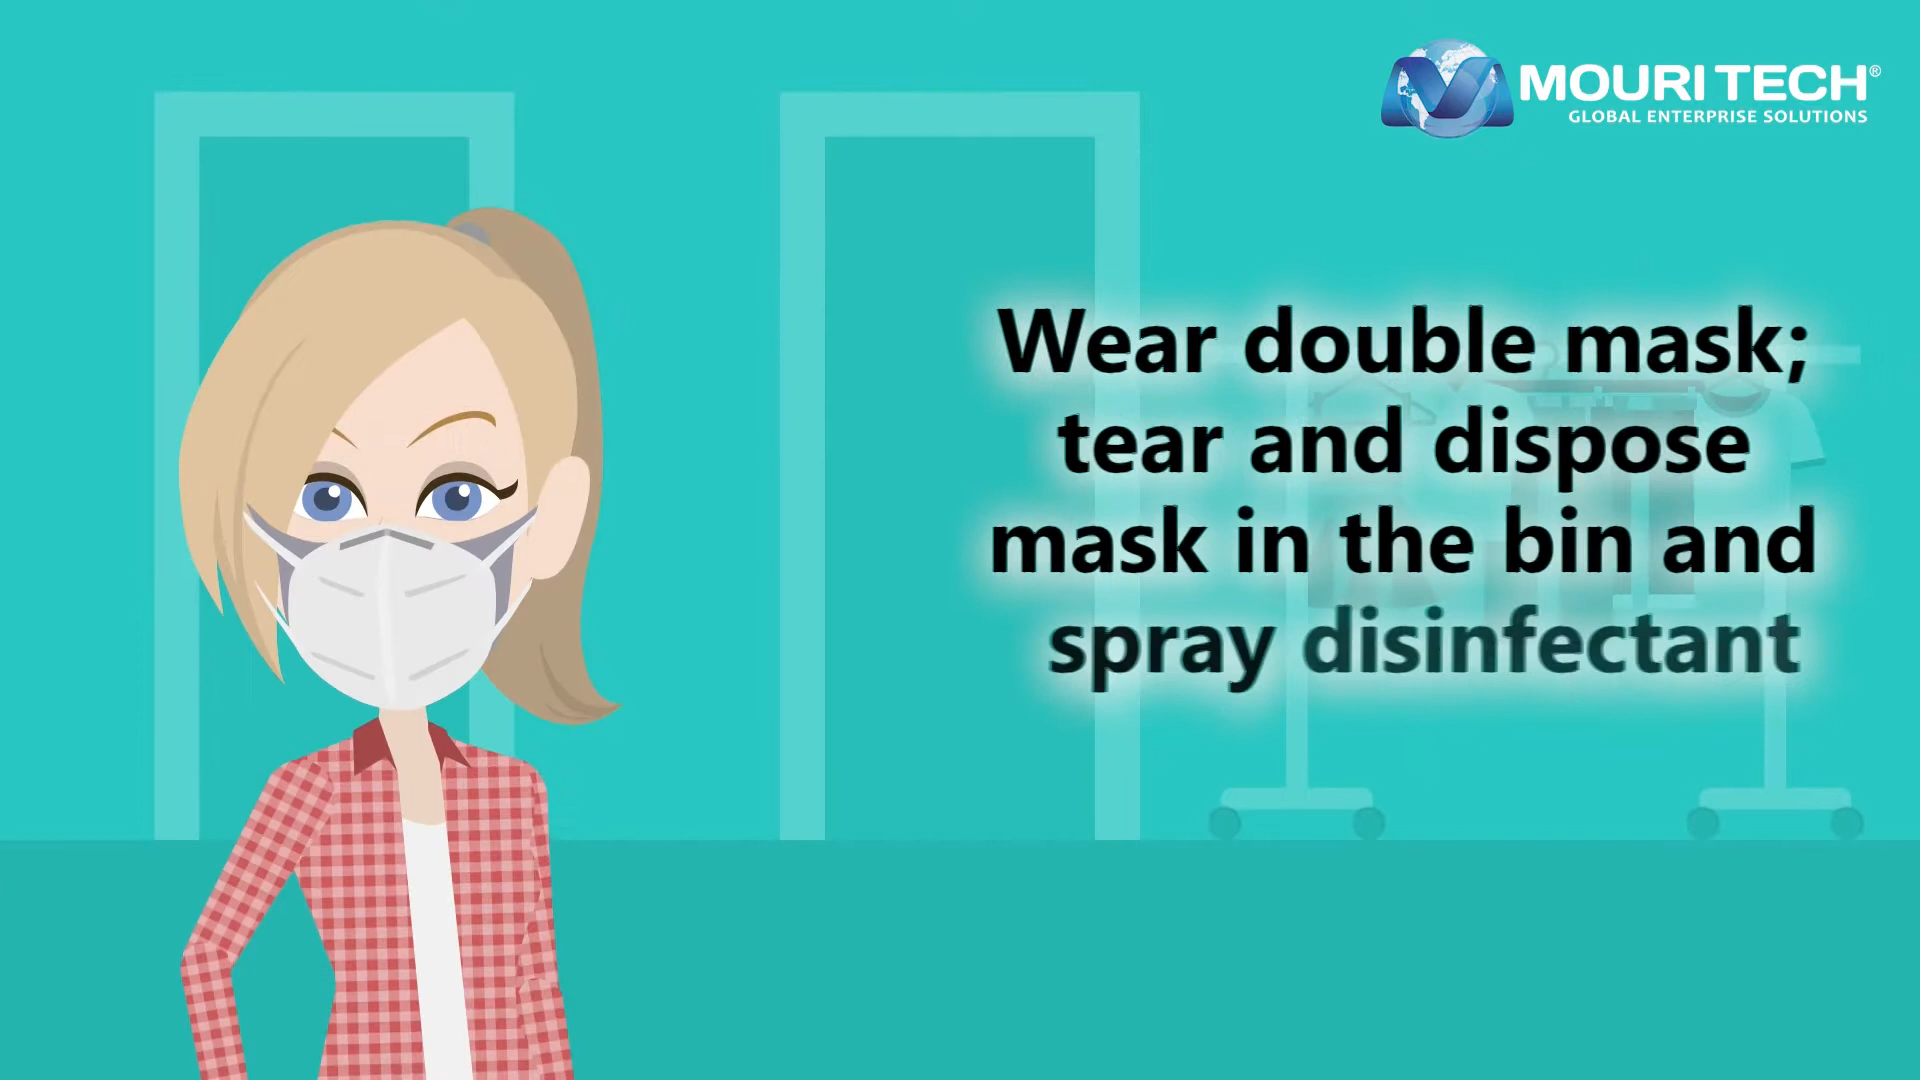 MOURI TECH®
GLOBAL ENTERPRISE SOLUTIONS
Wear double mask;
tear and dispose
mask in the bin and
spray disinfectant